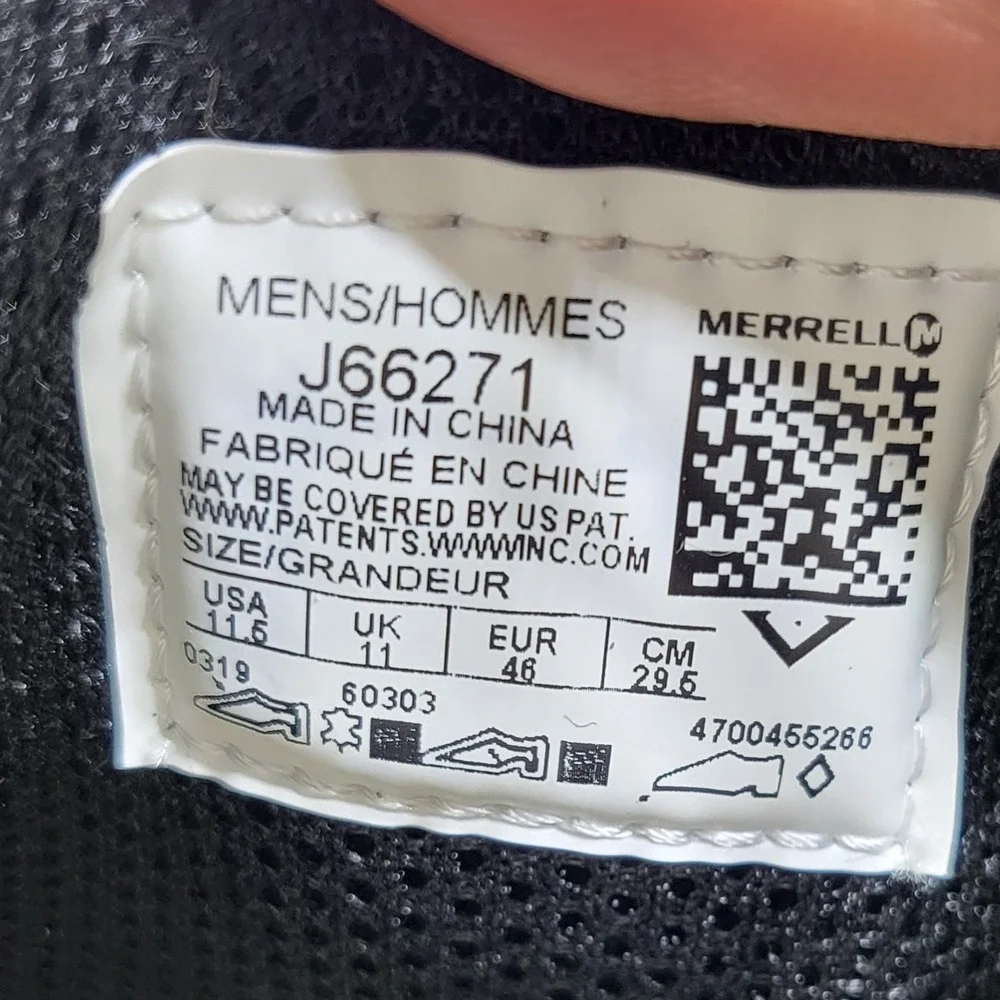 MENS/HOMMES
J66271
MADE IN CHINA
FABRIQUÉ EN CHINE
MAY BE COVERED BY US PAT.
WWW.PATENTS.WWWINC.COM
SIZE/GRANDEUR
USA UK EUR CM
11.5 11 46 29.5
0319 60303
MERRELL M
4700455266